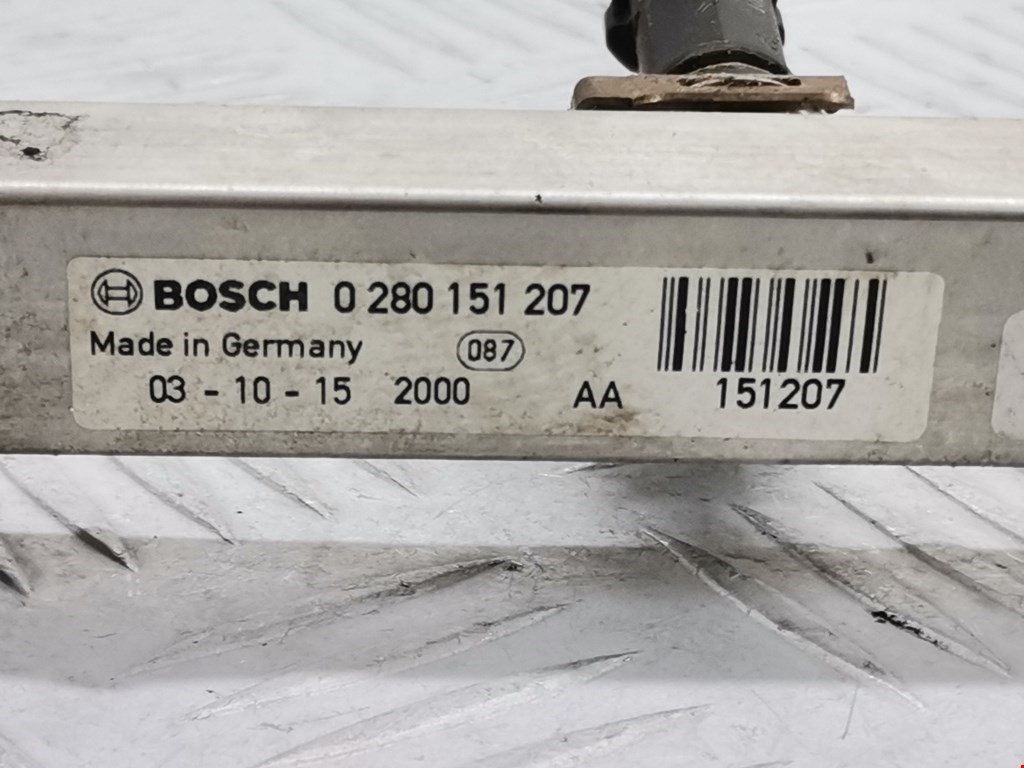 BOSCH 0 280 151 207
Made in Germany 087
03 - 10 - 15 2000 AA 151207